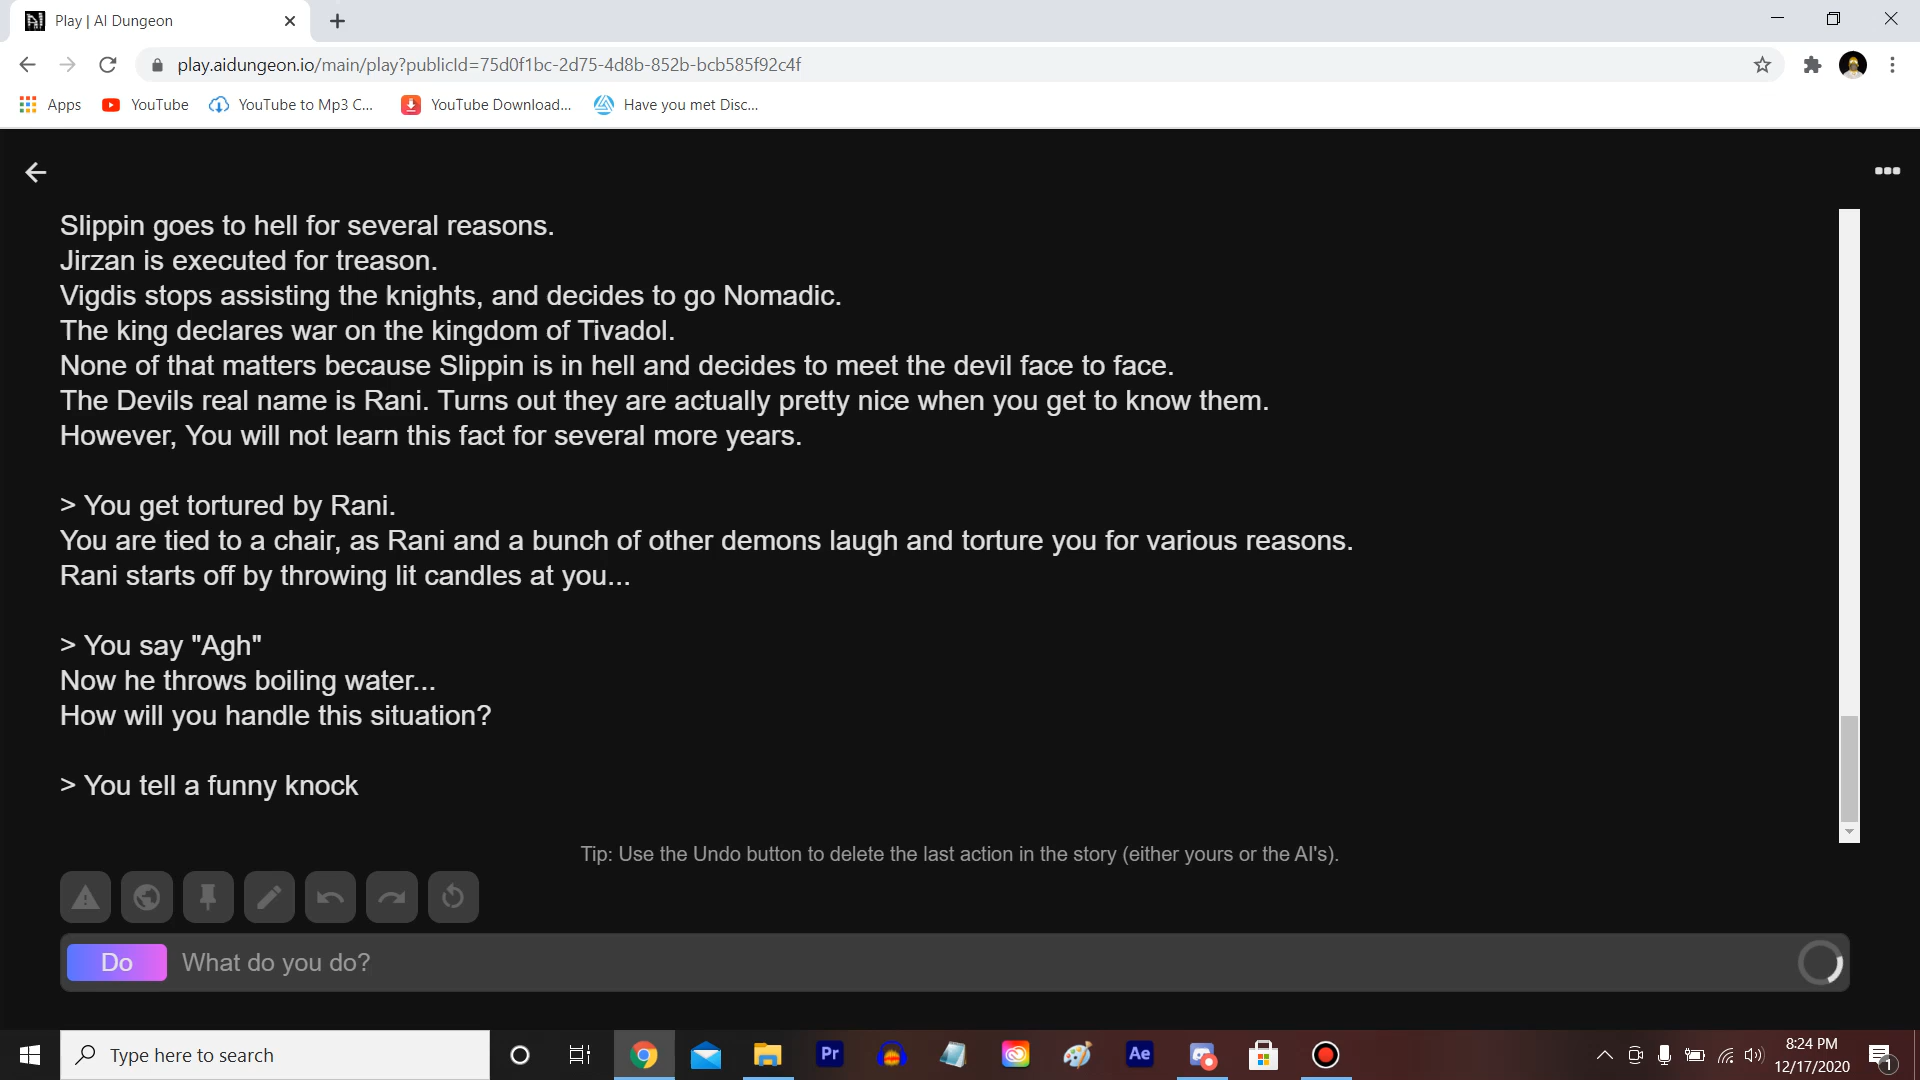 Play | AI Dungeon
play.aidungeon.io/main/play?publicId=75d0f1bc-2d75-4d8b-852b-bcb585f92c4f
Apps YouTube YouTube to Mp3 C... YouTube Download... Have you met Disc...
Slippin goes to hell for several reasons.
Jirzan is executed for treason.
Vigdis stops assisting the knights, and decides to go Nomadic.
The king declares war on the kingdom of Tivadol.
None of that matters because Slippin is in hell and decides to meet the devil face to face.
The Devils real name is Rani. Turns out they are actually pretty nice when you get to know them.
However, You will not learn this fact for several more years.
> You get tortured by Rani.
You are tied to a chair, as Rani and a bunch of other demons laugh and torture you for various reasons.
Rani starts off by throwing lit candles at you...
> You say "Agh"
Now he throws boiling water...
How will you handle this situation?
> You tell a funny knock
Tip: Use the Undo button to delete the last action in the story (either yours or the AI's).
Do What do you do?
Type here to search
Pr
Ae
8:24 PM
12/17/2020
1